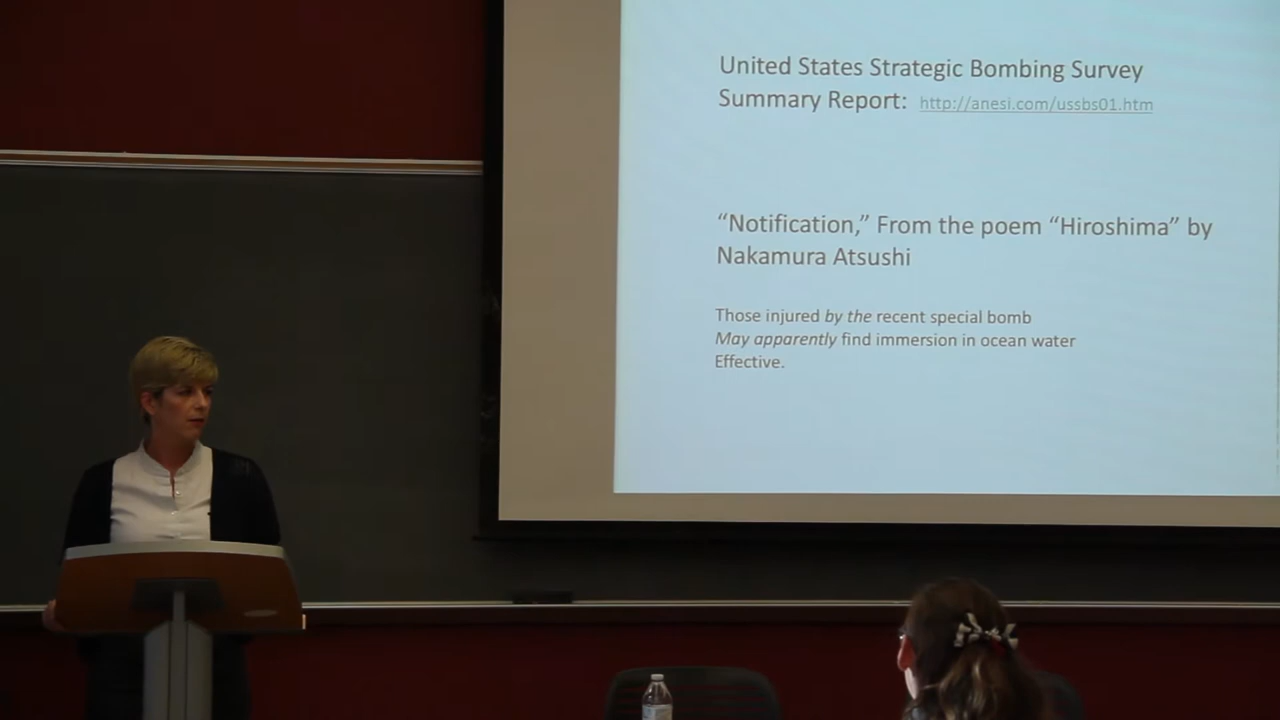 United States Strategic Bombing Survey
Summary Report: http://anesi.com/ussbs01.htm
“Notification,” From the poem “Hiroshima” by
Nakamura Atsushi
Those injured by the recent special bomb
May apparently find immersion in ocean water
Effective.